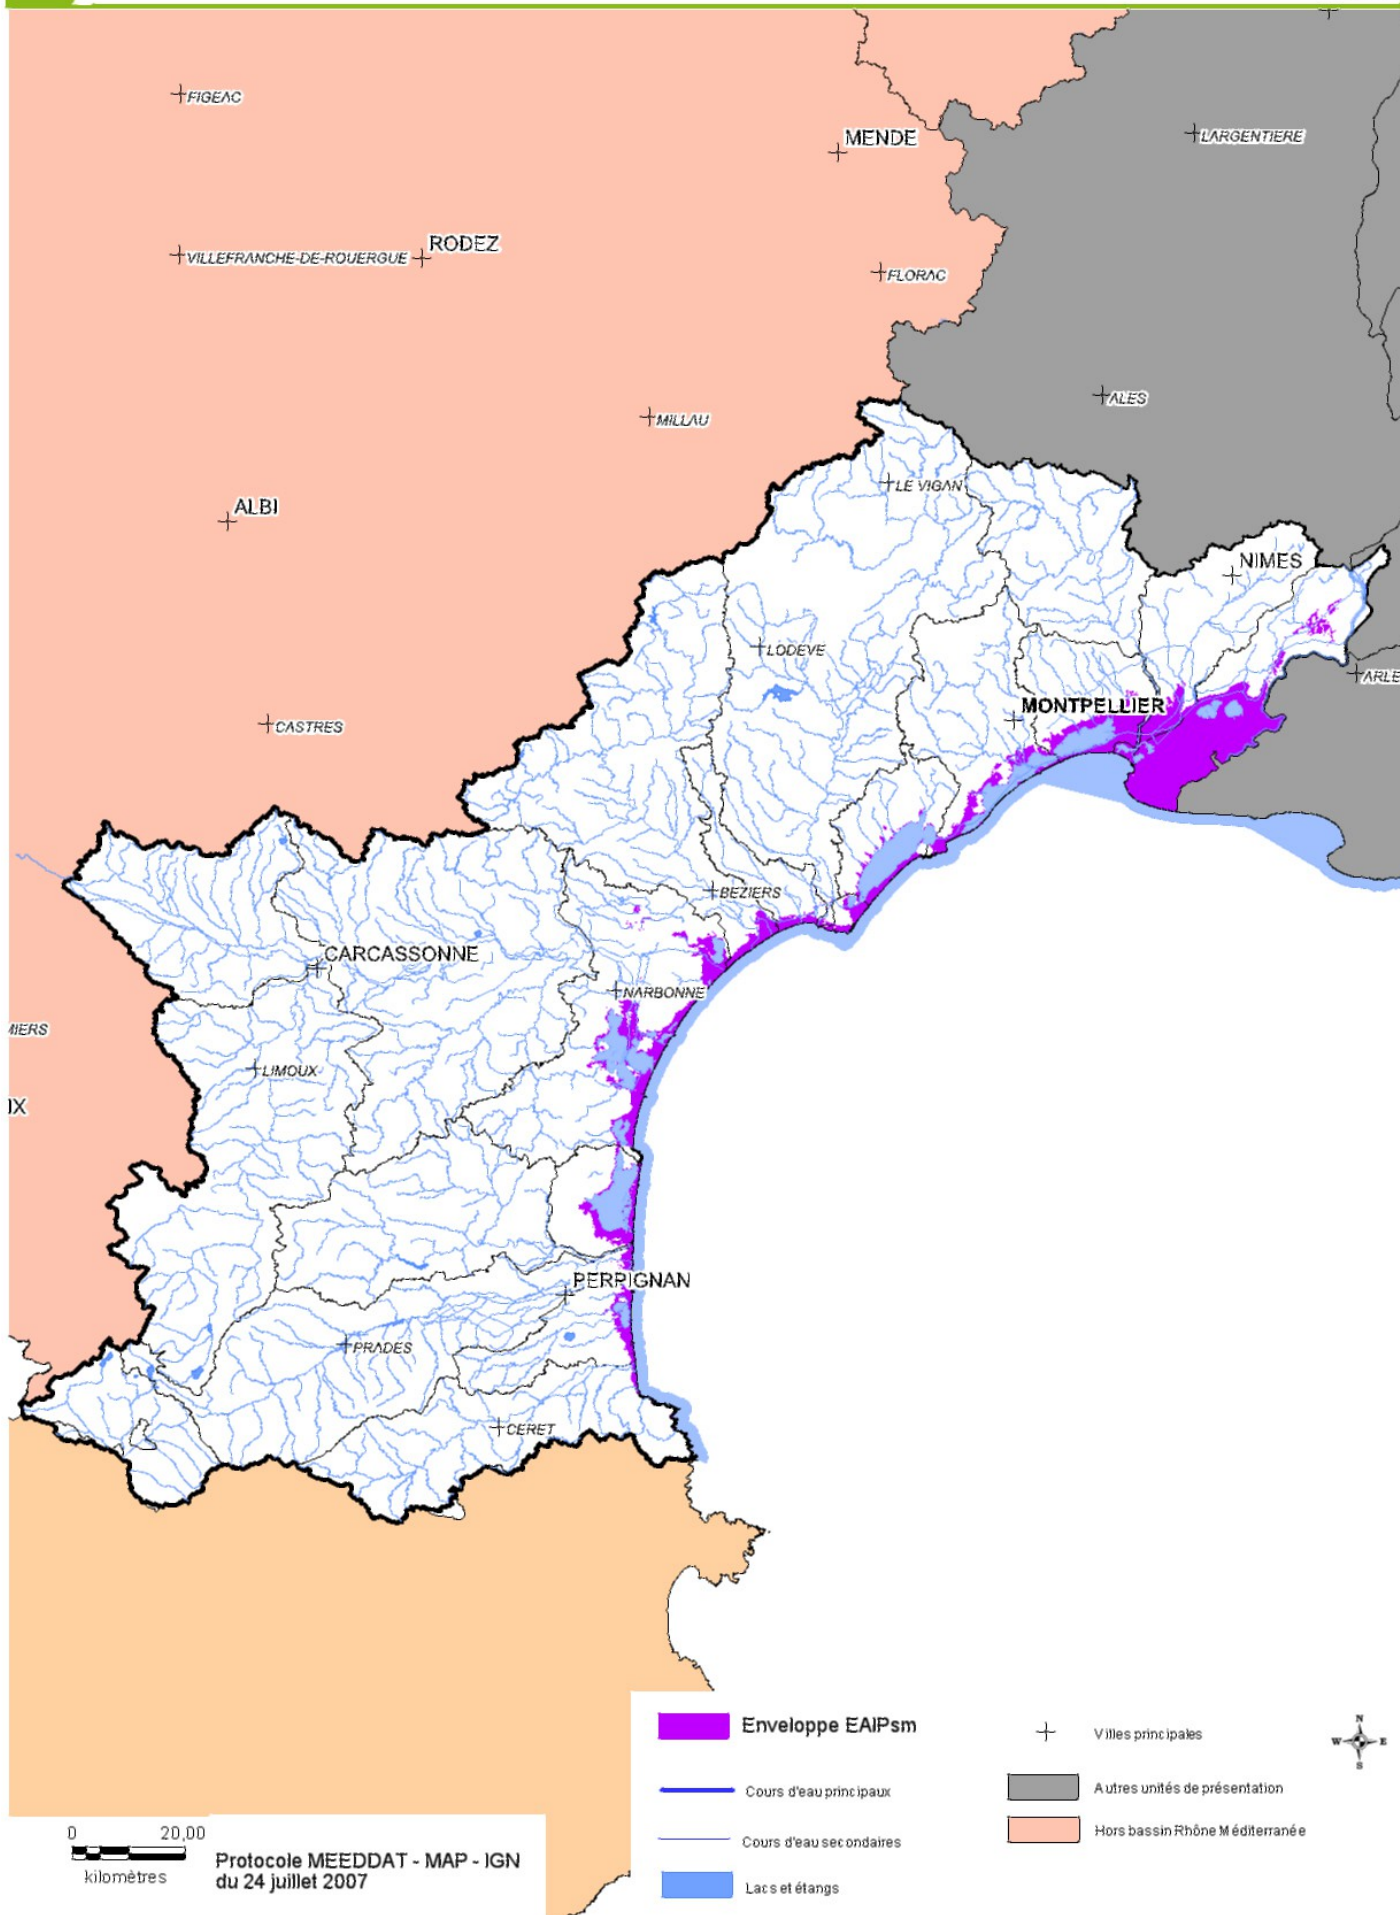 FIGEAC
MENDE
LARGENTIERE
VILLEFRANCHE-DE-ROUERGUE
RODEZ
FLORAC
ALES
MILLAU
LE VIGAN
ALBI
NIMES
LODEVE
ARLE
CASTRES
MONTPELLIER
BEZIERS
CARCASSONNE
NARBONNE
MIERS
LIMOUX
IX
PERPIGNAN
PRADES
CERET
Enveloppe EAIPsm
Cours d'eau principaux
Cours d'eau secondaires
Lacs et étangs
Villes principales
Autres unités de présentation
Hors bassin Rhône Méditerranée
N
W E
S
0 20,00
kilomètres
Protocole MEEDDAT - MAP - IGN
du 24 juillet 2007